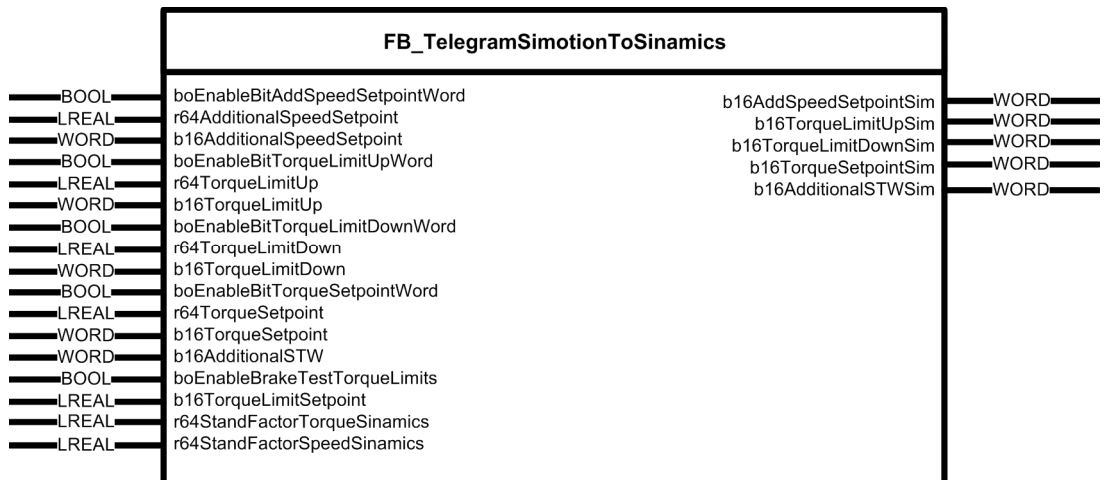 FB_TelegramSimotionToSinamics
BOOL boEnableBitAddSpeedSetpointWord
LREAL r64AdditionalSpeedSetpoint
WORD b16AdditionalSpeedSetpoint
BOOL boEnableBitTorqueLimitUpWord
LREAL r64TorqueLimitUp
WORD b16TorqueLimitUp
BOOL boEnableBitTorqueLimitDownWord
LREAL r64TorqueLimitDown
WORD b16TorqueLimitDown
BOOL boEnableBitTorqueSetpointWord
LREAL r64TorqueSetpoint
WORD b16TorqueSetpoint
WORD b16AdditionalSTW
BOOL boEnableBrakeTestTorqueLimits
LREAL b16TorqueLimitSetpoint
LREAL r64StandFactorTorqueSinamics
LREAL r64StandFactorSpeedSinamics
b16AddSpeedSetpointSim WORD
b16TorqueLimitUpSim WORD
b16TorqueLimitDownSim WORD
b16TorqueSetpointSim WORD
b16AdditionalSTWSim WORD